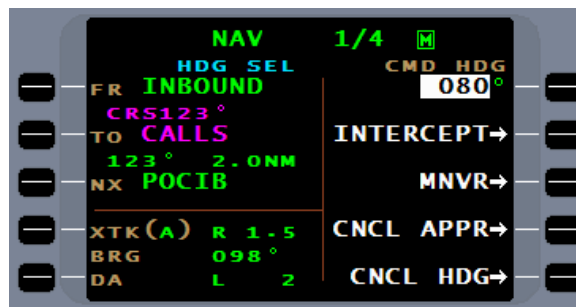 NAV 1/4 M
HDG SEL CMD HDG
FR INBOUND 080°
CRS123°
TO CALLS INTERCEPT→
123° 2.0NM
NX POCIB MNVR→
XTK(A) R 1.5 CNCL APPR→
BRG 098°
DA L 2 CNCL HDG→